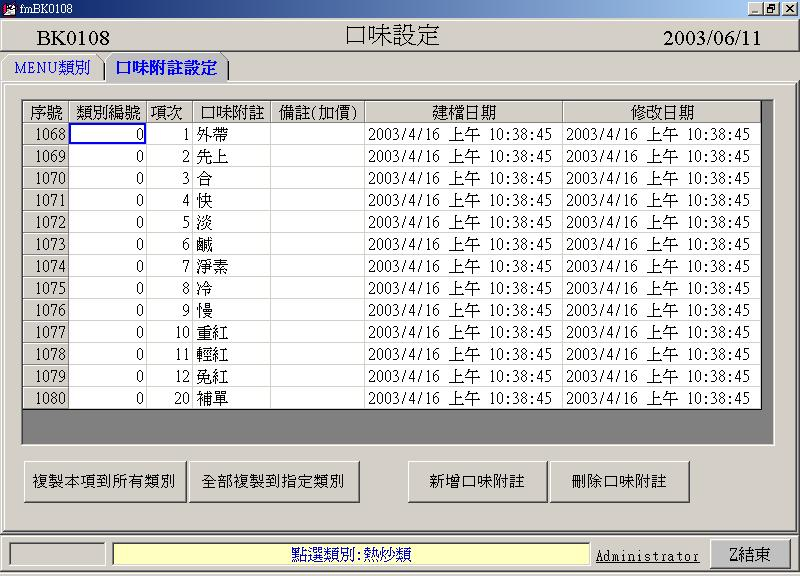 fmBK0108
BK0108 口味設定 2003/06/11
MENU類別 口味附註設定
序號 類別編號 項次 口味附註 備註(加價) 建檔日期 修改日期
1068 0 1 外帶 2003/4/16 上午 10:38:45 2003/4/16 上午 10:38:45
1069 0 2 先上 2003/4/16 上午 10:38:45 2003/4/16 上午 10:38:45
1070 0 3 合 2003/4/16 上午 10:38:45 2003/4/16 上午 10:38:45
1071 0 4 快 2003/4/16 上午 10:38:45 2003/4/16 上午 10:38:45
1072 0 5 淡 2003/4/16 上午 10:38:45 2003/4/16 上午 10:38:45
1073 0 6 鹹 2003/4/16 上午 10:38:45 2003/4/16 上午 10:38:45
1074 0 7 淨素 2003/4/16 上午 10:38:45 2003/4/16 上午 10:38:45
1075 0 8 冷 2003/4/16 上午 10:38:45 2003/4/16 上午 10:38:45
1076 0 9 慢 2003/4/16 上午 10:38:45 2003/4/16 上午 10:38:45
1077 0 10 重紅 2003/4/16 上午 10:38:45 2003/4/16 上午 10:38:45
1078 0 11 輕紅 2003/4/16 上午 10:38:45 2003/4/16 上午 10:38:45
1079 0 12 免紅 2003/4/16 上午 10:38:45 2003/4/16 上午 10:38:45
1080 0 20 補單 2003/4/16 上午 10:38:45 2003/4/16 上午 10:38:45
複製本項到所有類別 全部複製到指定類別 新增口味附註 刪除口味附註
點選類別:熱炒類 Administrator Z結束